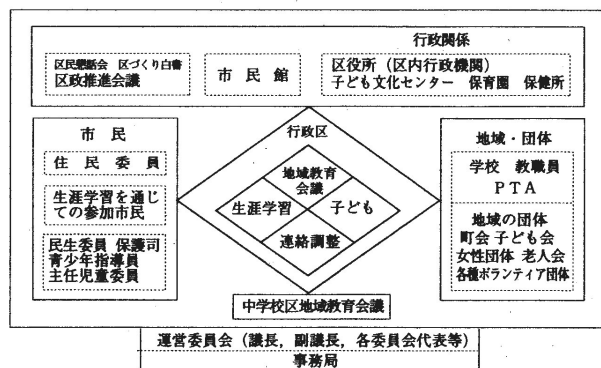 行政関係
区民懇話会 区づくり白書
区政推進会議
市民館
区役所（区内行政機関）
子ども文化センター 保育園 保健所
市民
住民委員
生涯学習を通じ
ての参加市民
民生委員 保護司
青少年指導員
主任児童委員
行政区
地域教育
会議
生涯学習
子ども
連絡調整
中学校区地域教育会議
地域・団体
学校 教職員
ＰＴＡ
地域の団体
町会 子ども会
女性団体 老人会
各種ボランティア団体
運営委員会（議長，副議長，各委員会代表等）
事務局